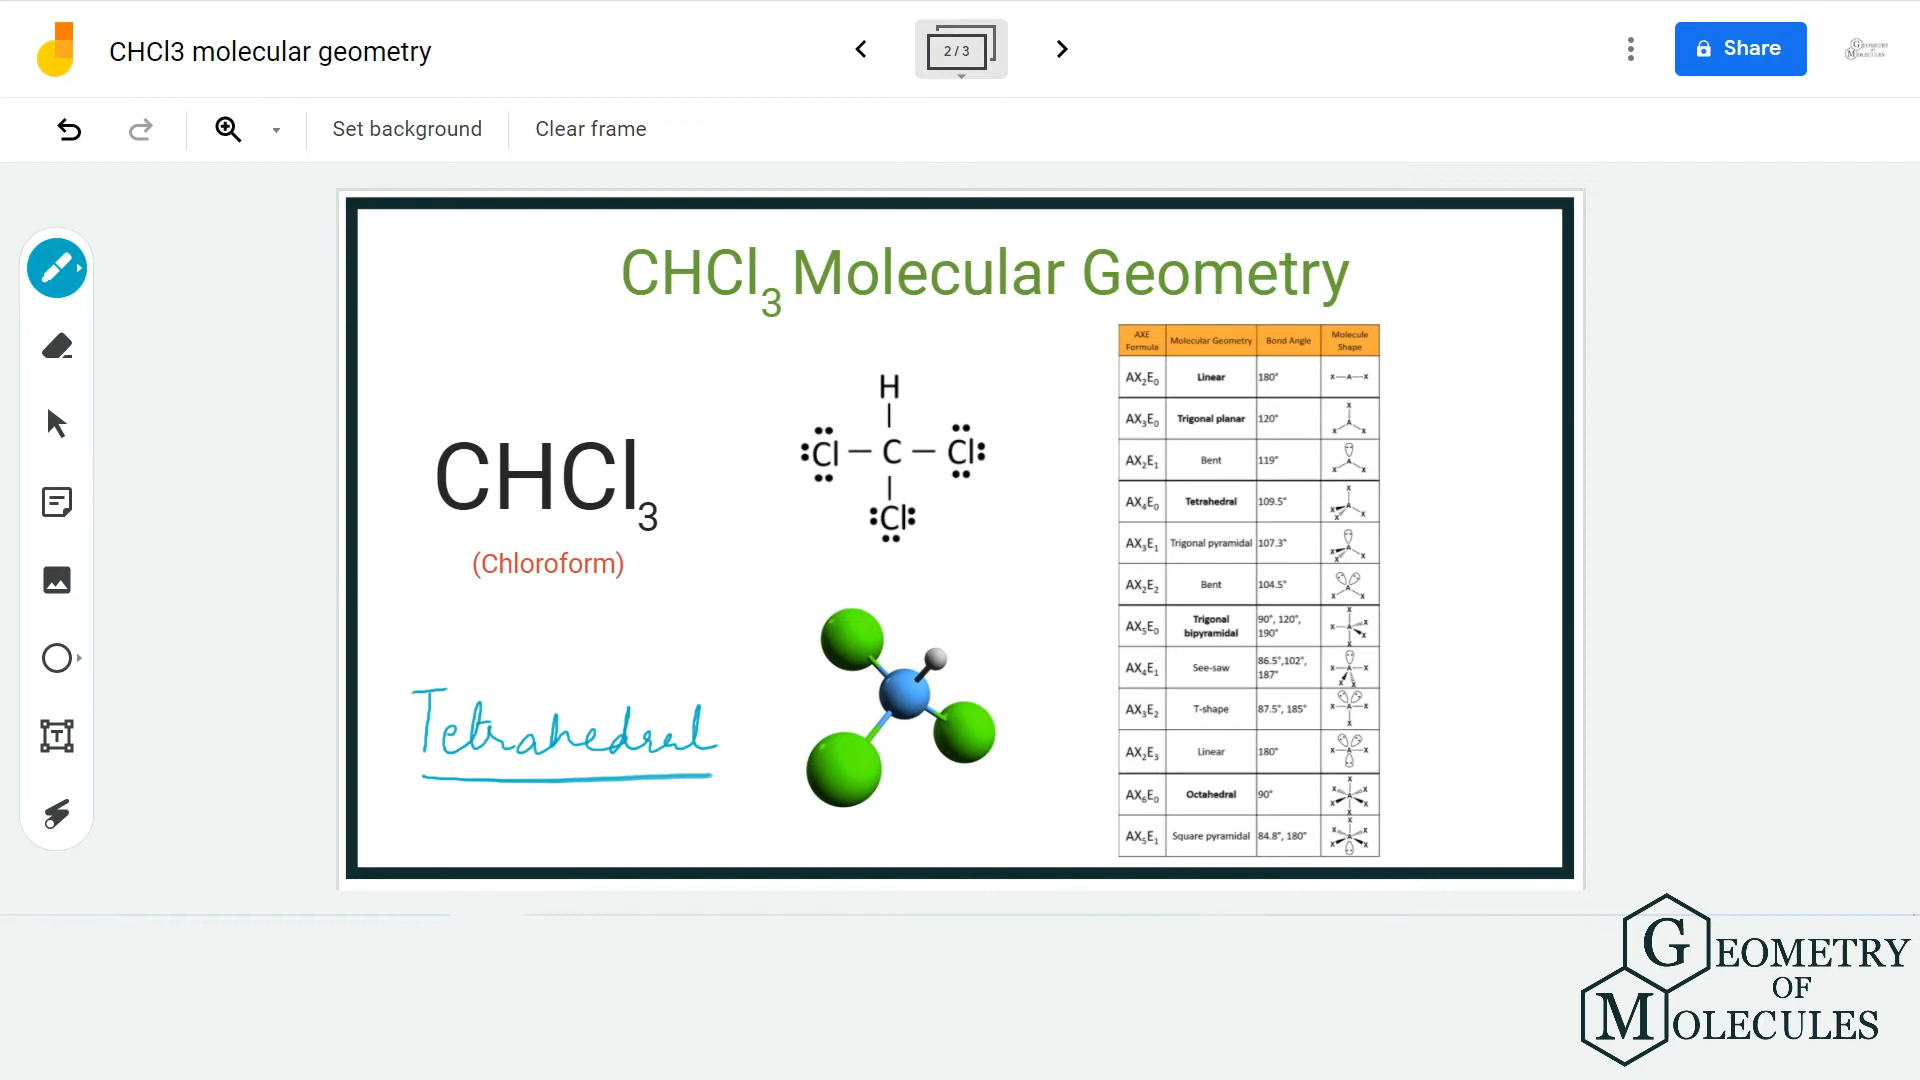 CHCl3 molecular geometry
2 / 3
Share
GEOMETRY OF MOLECULES
Set background
Clear frame
CHCl₃ Molecular Geometry
CHCl₃
(Chloroform)
Tetrahedral
H
:Cl – C – Cl:
:Cl:
AXE Formula Molecular Geometry Bond Angle Molecule Shape
AX₂E₀ Linear 180° X–A–X
AX₃E₀ Trigonal planar 120° X A X X
AX₂E₁ Bent 119° A X X
AX₄E₀ Tetrahedral 109.5° X A X X X
AX₃E₁ Trigonal pyramidal 107.3° X A X X
AX₂E₂ Bent 104.5° X A X
AX₅E₀ Trigonal bipyramidal 90°, 120°, 190° X X A X X X
AX₄E₁ See-saw 86.5°,102°, 187° X A X X X
AX₃E₂ T-shape 87.5°, 185° X A X X
AX₂E₃ Linear 180° X A X
AX₆E₀ Octahedral 90° X X X A X X X
AX₅E₁ Square pyramidal 84.8°, 180° X X X A X X
T
GEOMETRY
OF
MOLECULES